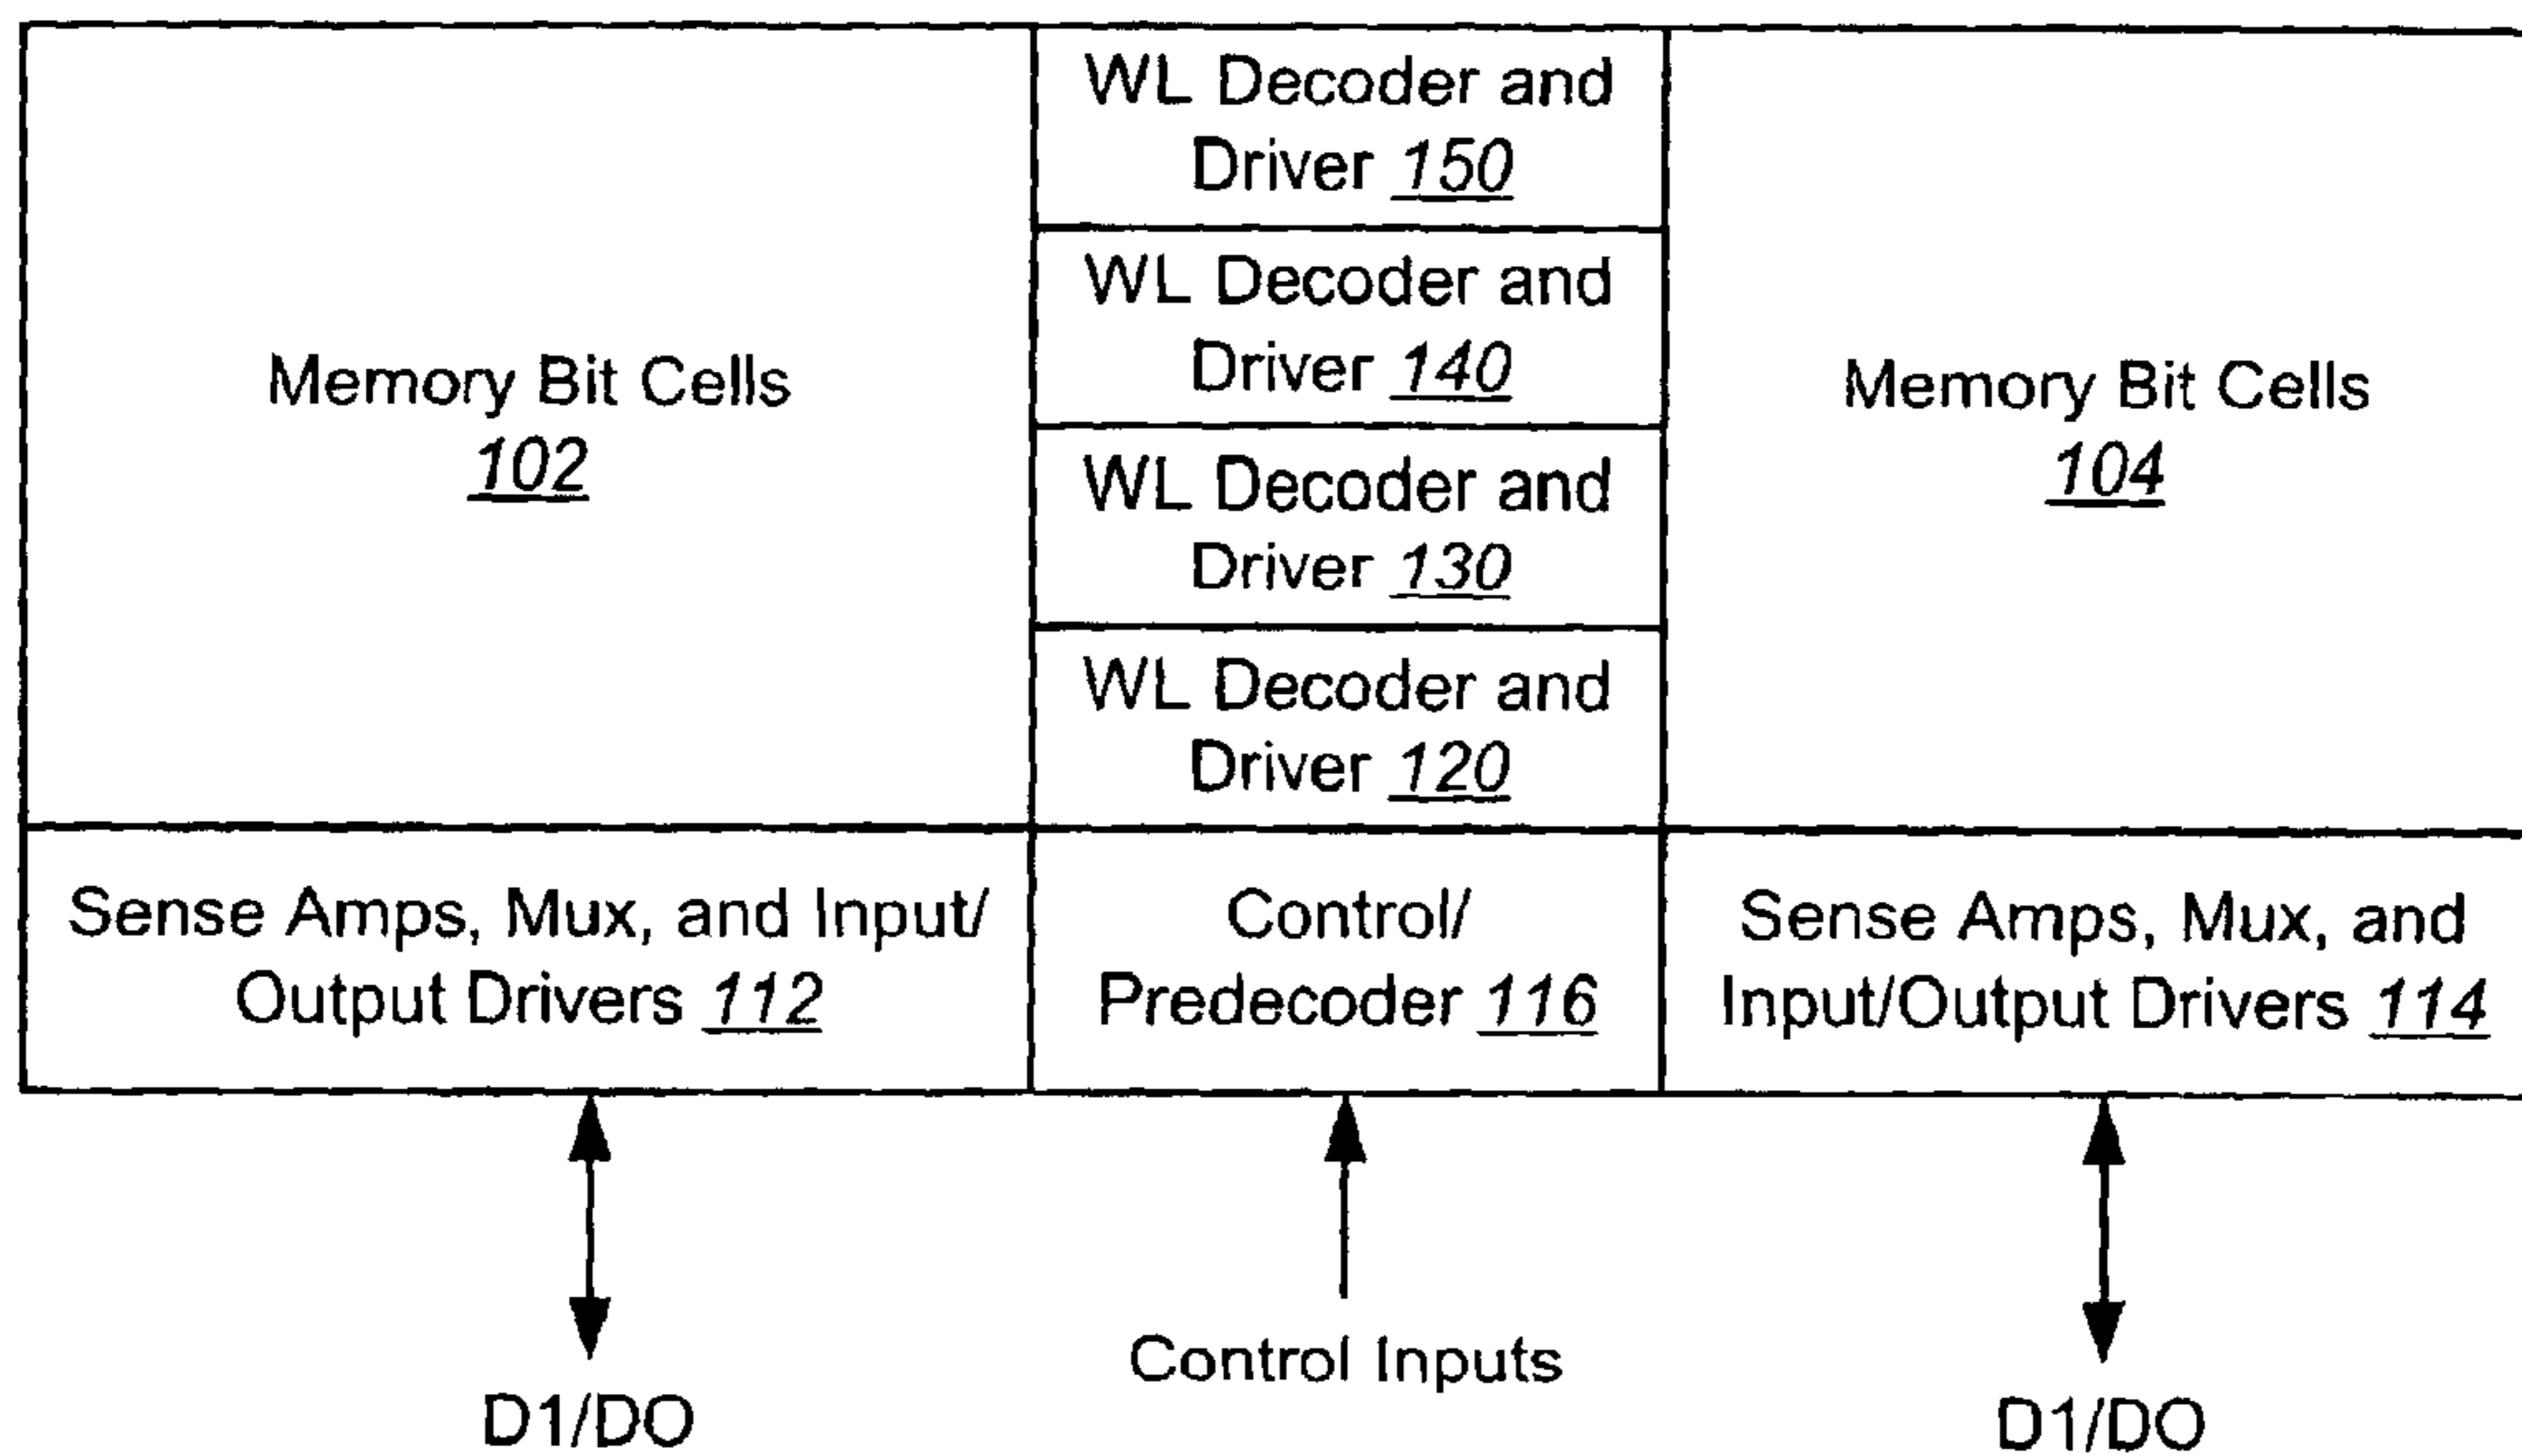 WL Decoder and
Driver 150
WL Decoder and
Driver 140
WL Decoder and
Driver 130
WL Decoder and
Driver 120
Memory Bit Cells
102
Memory Bit Cells
104
Sense Amps, Mux, and Input/
Output Drivers 112
Control/
Predecoder 116
Sense Amps, Mux, and
Input/Output Drivers 114
D1/DO
Control Inputs
D1/DO